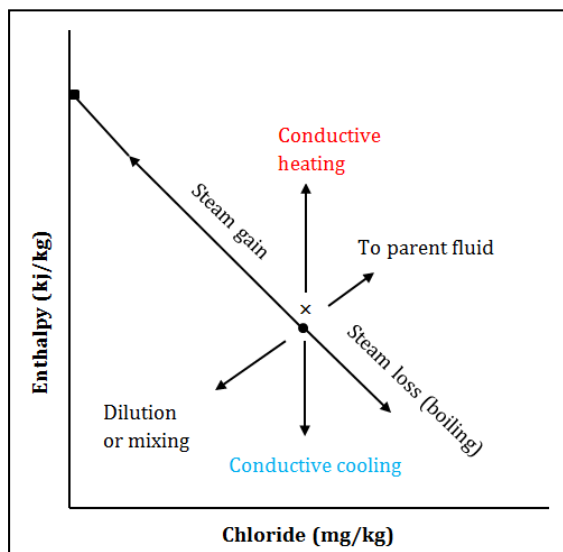 Conductive
heating
Steam gain
To parent fluid
x
Steam loss (boiling)
Dilution
or mixing
Conductive cooling
Enthalpy (kj/kg)
Chloride (mg/kg)